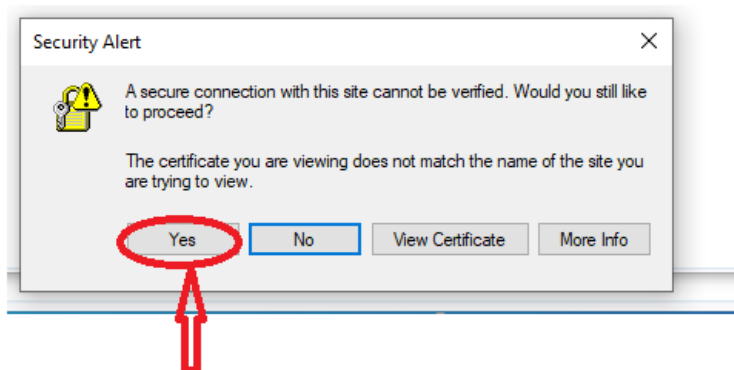 Security Alert
A secure connection with this site cannot be verified. Would you still like
to proceed?
The certificate you are viewing does not match the name of the site you
are trying to view.
Yes No View Certificate More Info